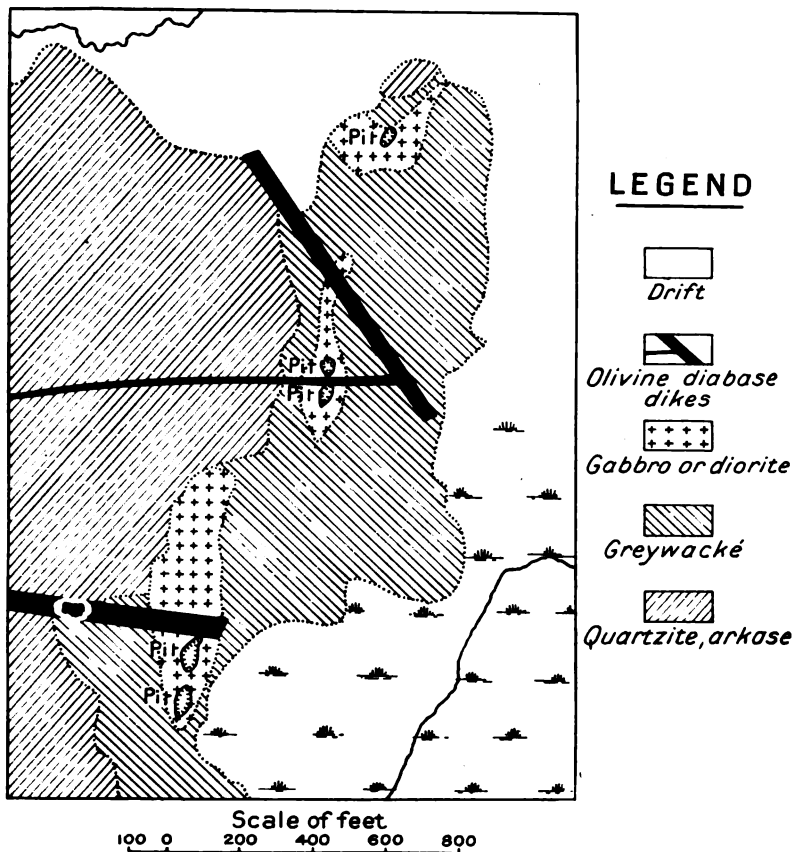 Pit
Pit
Pit
Pit
Pit
LEGEND
Drift
Olivine diabase
dikes
Gabbro or diorite
Greywacké
Quartzite, arkase
Scale of feet
100 0 200 400 600 800